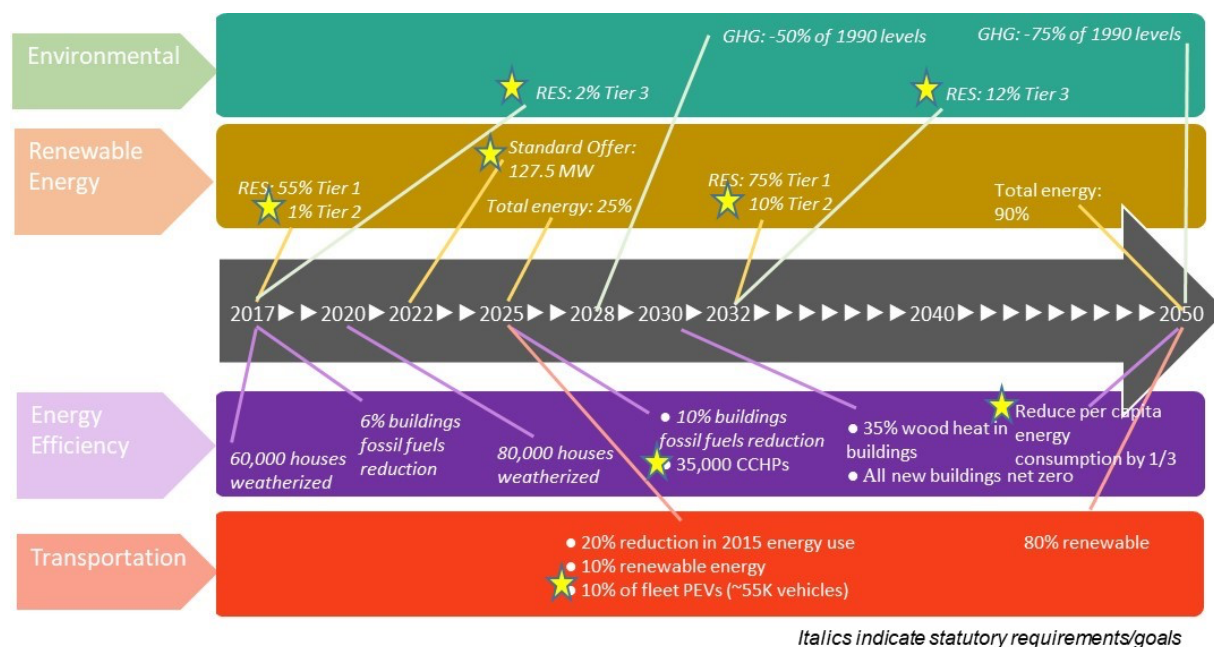 Environmental
GHG: -50% of 1990 levels
GHG: -75% of 1990 levels
RES: 2% Tier 3
RES: 12% Tier 3
Renewable
Energy
RES: 55% Tier 1
1% Tier 2
Standard Offer:
127.5 MW
Total energy: 25%
RES: 75% Tier 1
10% Tier 2
Total energy:
90%
2017 2020 2022 2025 2028 2030 2032 2040 2050
Energy
Efficiency
60,000 houses
weatherized
6% buildings
fossil fuels
reduction
80,000 houses
weatherized
● 10% buildings
fossil fuels reduction
● 35,000 CCHPs
● 35% wood heat in
buildings
● All new buildings net zero
Reduce per capita
energy
consumption by 1/3
Transportation
● 20% reduction in 2015 energy use
● 10% renewable energy
● 10% of fleet PEVs (~55K vehicles)
80% renewable
Italics indicate statutory requirements/goals